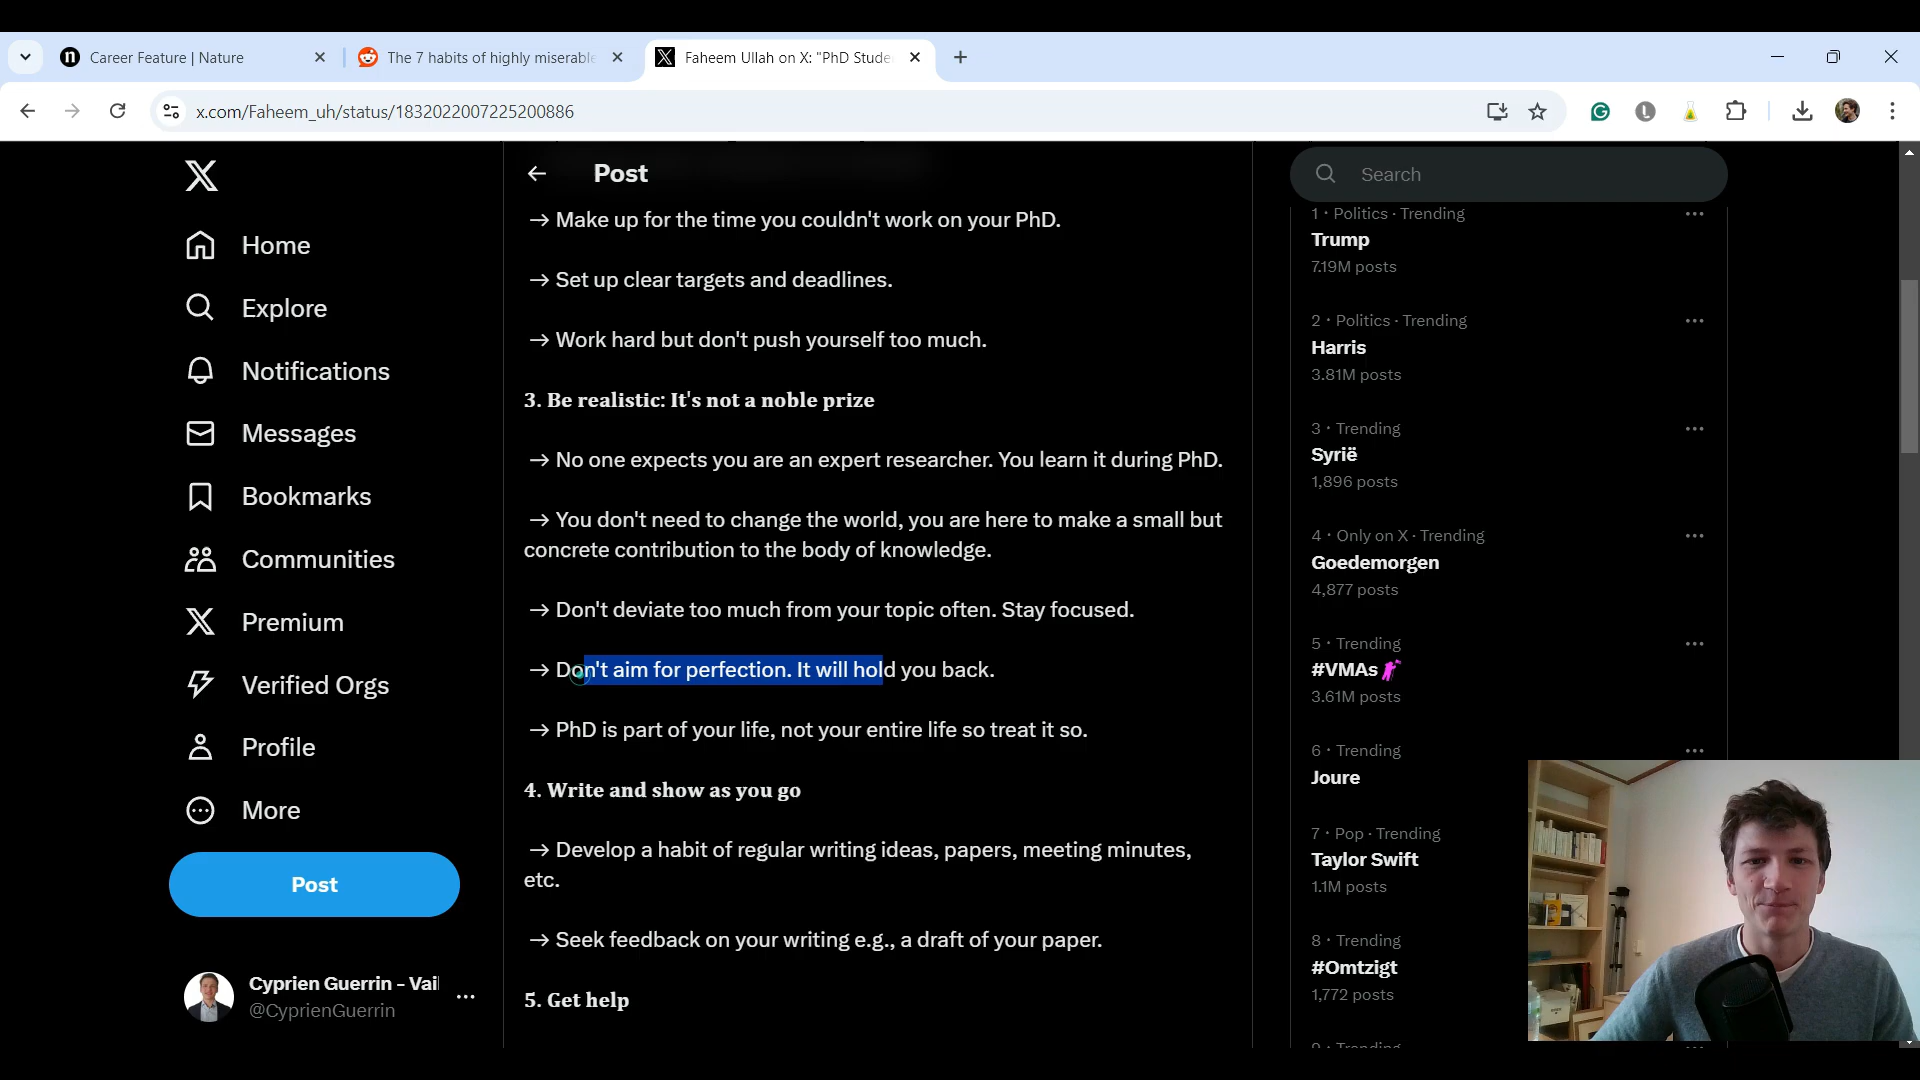 Career Feature | Nature
The 7 habits of highly miserable
Faheem Ullah on X: "PhD Stude
x.com/Faheem_uh/status/1832022007225200886
Home
Explore
Notifications
Messages
Bookmarks
Communities
Premium
Verified Orgs
Profile
More
Post
Cyprien Guerrin - Vai
@CyprienGuerrin
Post
→ Make up for the time you couldn't work on your PhD.
→ Set up clear targets and deadlines.
→ Work hard but don't push yourself too much.
3. Be realistic: It's not a noble prize
→ No one expects you are an expert researcher. You learn it during PhD.
→ You don't need to change the world, you are here to make a small but
concrete contribution to the body of knowledge.
→ Don't deviate too much from your topic often. Stay focused.
→ Don't aim for perfection. It will hold you back.
→ PhD is part of your life, not your entire life so treat it so.
4. Write and show as you go
→ Develop a habit of regular writing ideas, papers, meeting minutes,
etc.
→ Seek feedback on your writing e.g., a draft of your paper.
5. Get help
Search
1 · Politics · Trending
Trump
7.19M posts
2 · Politics · Trending
Harris
3.81M posts
3 · Trending
Syrië
1,896 posts
4 · Only on X · Trending
Goedemorgen
4,877 posts
5 · Trending
#VMAs
3.61M posts
6 · Trending
Joure
7 · Pop · Trending
Taylor Swift
1.1M posts
8 · Trending
#Omtzigt
1,772 posts
9 · Trending